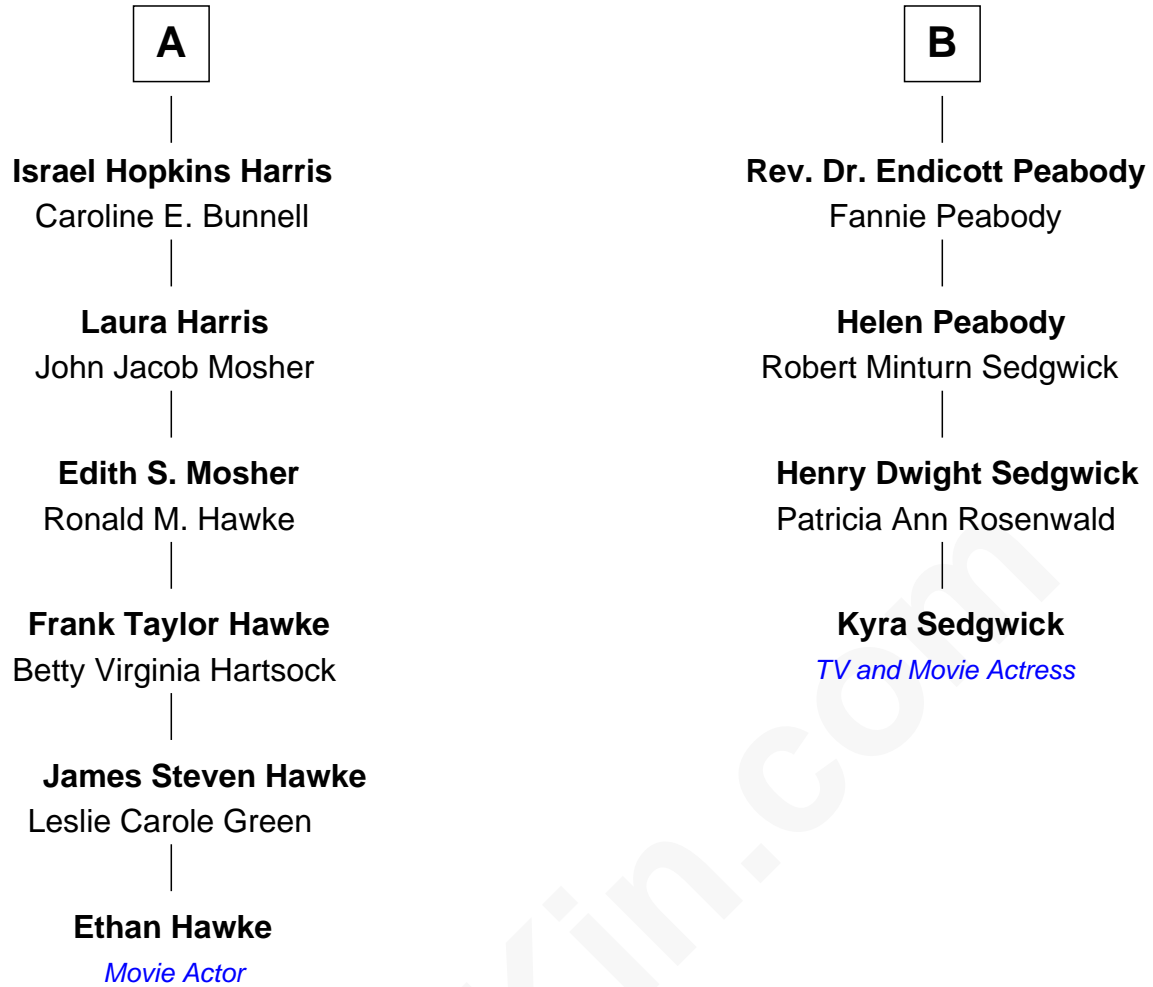 A
Israel Hopkins Harris
Caroline E. Bunnell
Laura Harris
John Jacob Mosher
Edith S. Mosher
Ronald M. Hawke
Frank Taylor Hawke
Betty Virginia Hartsock
James Steven Hawke
Leslie Carole Green
Ethan Hawke
Movie Actor
B
Rev. Dr. Endicott Peabody
Fannie Peabody
Helen Peabody
Robert Minturn Sedgwick
Henry Dwight Sedgwick
Patricia Ann Rosenwald
Kyra Sedgwick
TV and Movie Actress